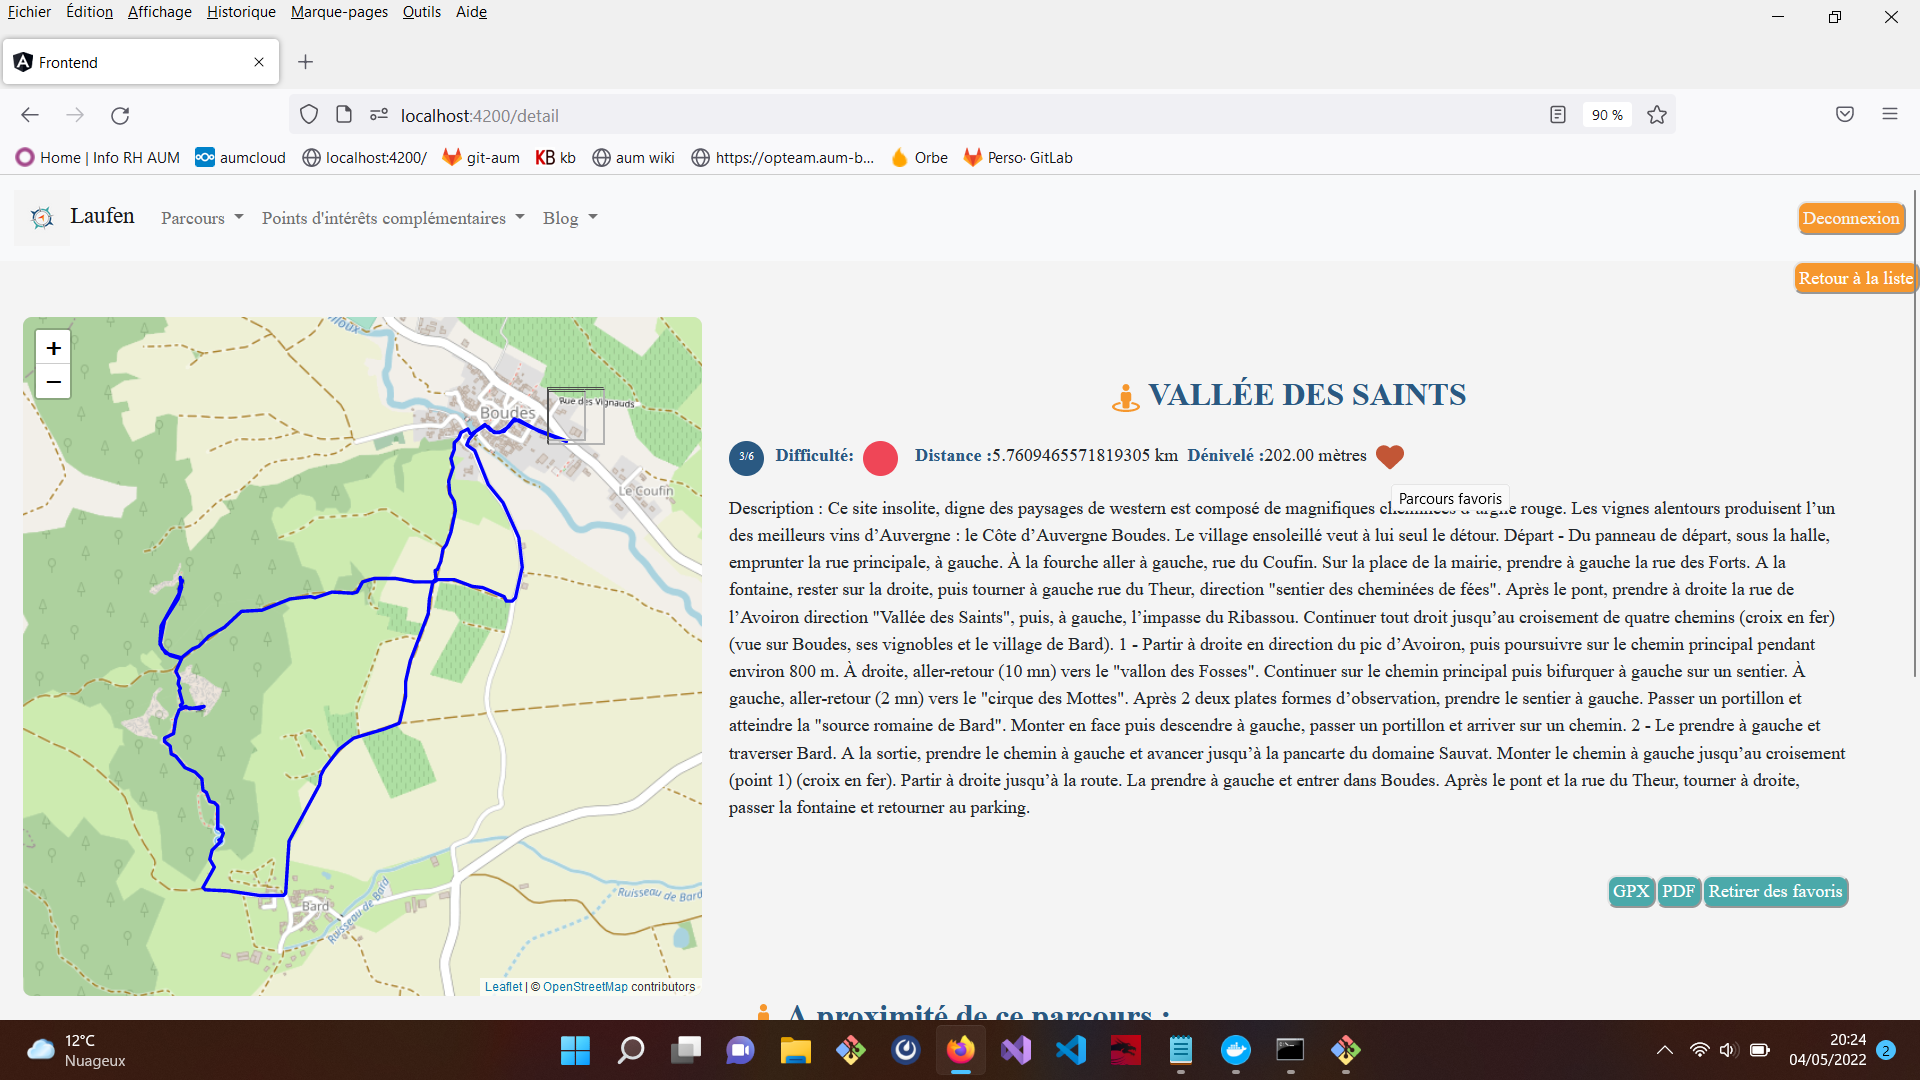 Fichier Édition Affichage Historique Marque-pages Outils Aide
Frontend
localhost:4200/detail
90 %
Home | Info RH AUM aumcloud localhost:4200/ git-aum KB kb aum wiki https://opteam.aum-b... Orbe Perso· GitLab
Laufen Parcours Points d'intérêts complémentaires Blog Deconnexion
Retour à la liste
+
−
Rue des Vignauds
Boudes
Le Coufin
Bard
Ruisseau de Bard
Ruisseau de Bard
Leaflet | © OpenStreetMap contributors
VALLÉE DES SAINTS
3/6 Difficulté: Distance :5.7609465571819305 km Dénivelé :202.00 mètres
Parcours favoris
Description : Ce site insolite, digne des paysages de western est composé de magnifiques cheminées d’argile rouge. Les vignes alentours produisent l’un
des meilleurs vins d’Auvergne : le Côte d’Auvergne Boudes. Le village ensoleillé veut à lui seul le détour. Départ - Du panneau de départ, sous la halle,
emprunter la rue principale, à gauche. À la fourche aller à gauche, rue du Coufin. Sur la place de la mairie, prendre à gauche la rue des Forts. A la
fontaine, rester sur la droite, puis tourner à gauche rue du Theur, direction "sentier des cheminées de fées". Après le pont, prendre à droite la rue de
l’Avoiron direction "Vallée des Saints", puis, à gauche, l’impasse du Ribassou. Continuer tout droit jusqu’au croisement de quatre chemins (croix en fer)
(vue sur Boudes, ses vignobles et le village de Bard). 1 - Partir à droite en direction du pic d’Avoiron, puis poursuivre sur le chemin principal pendant
environ 800 m. À droite, aller-retour (10 mn) vers le "vallon des Fosses". Continuer sur le chemin principal puis bifurquer à gauche sur un sentier. À
gauche, aller-retour (2 mn) vers le "cirque des Mottes". Après 2 deux plates formes d’observation, prendre le sentier à gauche. Passer un portillon et
atteindre la "source romaine de Bard". Monter en face puis descendre à gauche, passer un portillon et arriver sur un chemin. 2 - Le prendre à gauche et
traverser Bard. A la sortie, prendre le chemin à gauche et avancer jusqu’à la pancarte du domaine Sauvat. Monter le chemin à gauche jusqu’au croisement
(point 1) (croix en fer). Partir à droite jusqu’à la route. La prendre à gauche et entrer dans Boudes. Après le pont et la rue du Theur, tourner à droite,
passer la fontaine et retourner au parking.
GPX PDF Retirer des favoris
A proximité de ce parcours :
12°C
Nuageux
20:24
04/05/2022
2